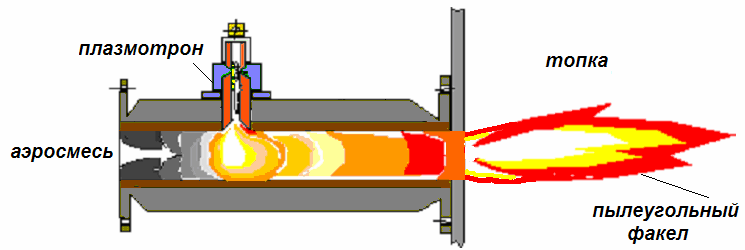 плазмотрон
топка
аэросмесь
пылеугольный
факел